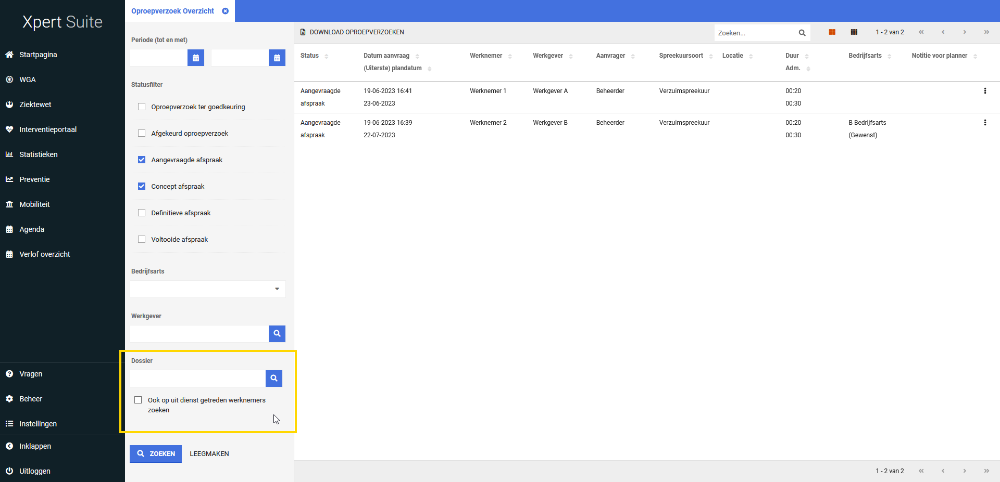 Xpert Suite
Startpagina
WGA
Ziektewet
Interventieportaal
Statistieken
Preventie
Mobiliteit
Agenda
Verlof overzicht
Vragen
Beheer
Instellingen
Inklappen
Uitloggen
Oproepverzoek Overzicht
Periode (tot en met)
Statusfilter
Oproepverzoek ter goedkeuring
Afgekeurd oproepverzoek
Aangevraagde afspraak
Concept afspraak
Definitieve afspraak
Voltooide afspraak
Bedrijfsarts
Werkgever
Dossier
Ook op uit dienst getreden werknemers
zoeken
ZOEKEN LEEGMAKEN
DOWNLOAD OPROEPVERZOEKEN Zoeken... 1 - 2 van 2
Status Datum aanvraag Werknemer Werkgever Aanvrager Spreekuursoort Locatie Duur Bedrijfsarts Notitie voor planner
(Uiterste) plandatum Adm.
Aangevraagde 19-06-2023 16:41 Werknemer 1 Werkgever A Beheerder Verzuimspreekuur 00:20
afspraak 23-06-2023 00:30
Aangevraagde 19-06-2023 16:39 Werknemer 2 Werkgever B Beheerder Verzuimspreekuur 00:20 B Bedrijfsarts
afspraak 22-07-2023 00:30 (Gewenst)
1 - 2 van 2